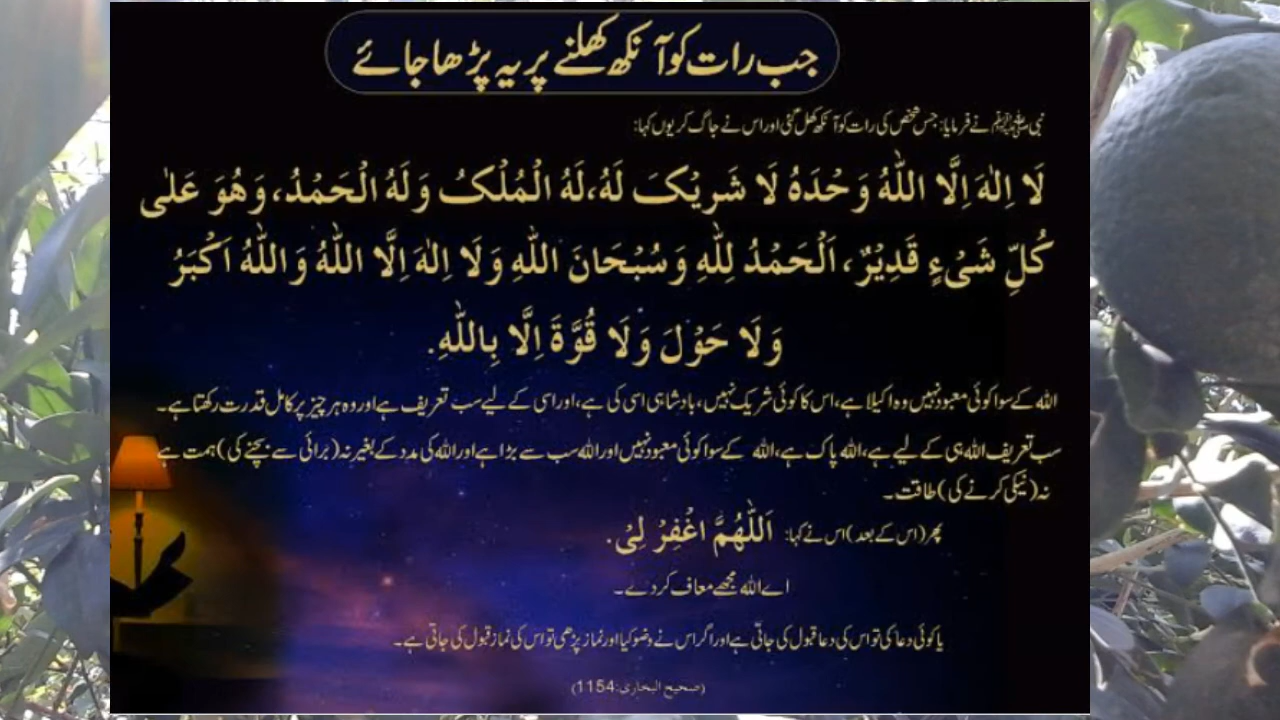 جب رات کو آنکھ کھلنے پر یہ پڑھا جائے
نبی ﷺ نے فرمایا: جس شخص کی رات کو آنکھ کھل گئی اور اس نے جاگ کر یوں کہا:
لَا اِلٰهَ اِلَّا اللّٰهُ وَحْدَهُ لَا شَرِيْكَ لَهُ، لَهُ الْمُلْكُ وَلَهُ الْحَمْدُ، وَهُوَ عَلٰى
كُلِّ شَيْءٍ قَدِيْرٌ، اَلْحَمْدُ لِلّٰهِ وَسُبْحَانَ اللّٰهِ وَلَا اِلٰهَ اِلَّا اللّٰهُ وَاللّٰهُ اَكْبَرُ
وَلَا حَوْلَ وَلَا قُوَّةَ اِلَّا بِاللّٰهِ.
اللہ کے سوا کوئی معبود نہیں وہ اکیلا ہے، اس کا کوئی شریک نہیں، بادشاہی اسی کی ہے، اور اسی کے لیے سب تعریف ہے اور وہ ہر چیز پر کامل قدرت رکھتا ہے۔
سب تعریف اللہ ہی کے لیے ہے، اللہ پاک ہے، اللہ کے سوا کوئی معبود نہیں اور اللہ سب سے بڑا ہے اور اللہ کی مدد کے بغیر نہ (برائی سے بچنے کی) ہمت ہے
نہ (نیکی کرنے کی) طاقت۔
پھر (اس کے بعد) اس نے کہا: اَللّٰهُمَّ اغْفِرْ لِيْ.
اے اللہ مجھے معاف کر دے۔
یا کوئی دعا کی تو اس کی دعا قبول کی جاتی ہے اور اگر اس نے وضو کیا اور نماز پڑھی تو اس کی نماز قبول کی جاتی ہے۔
(صحیح البخاری:1154)